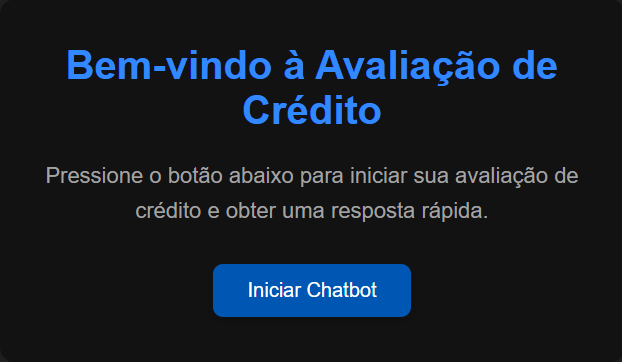 Bem-vindo à Avaliação de
Crédito
Pressione o botão abaixo para iniciar sua avaliação de
crédito e obter uma resposta rápida.
Iniciar Chatbot